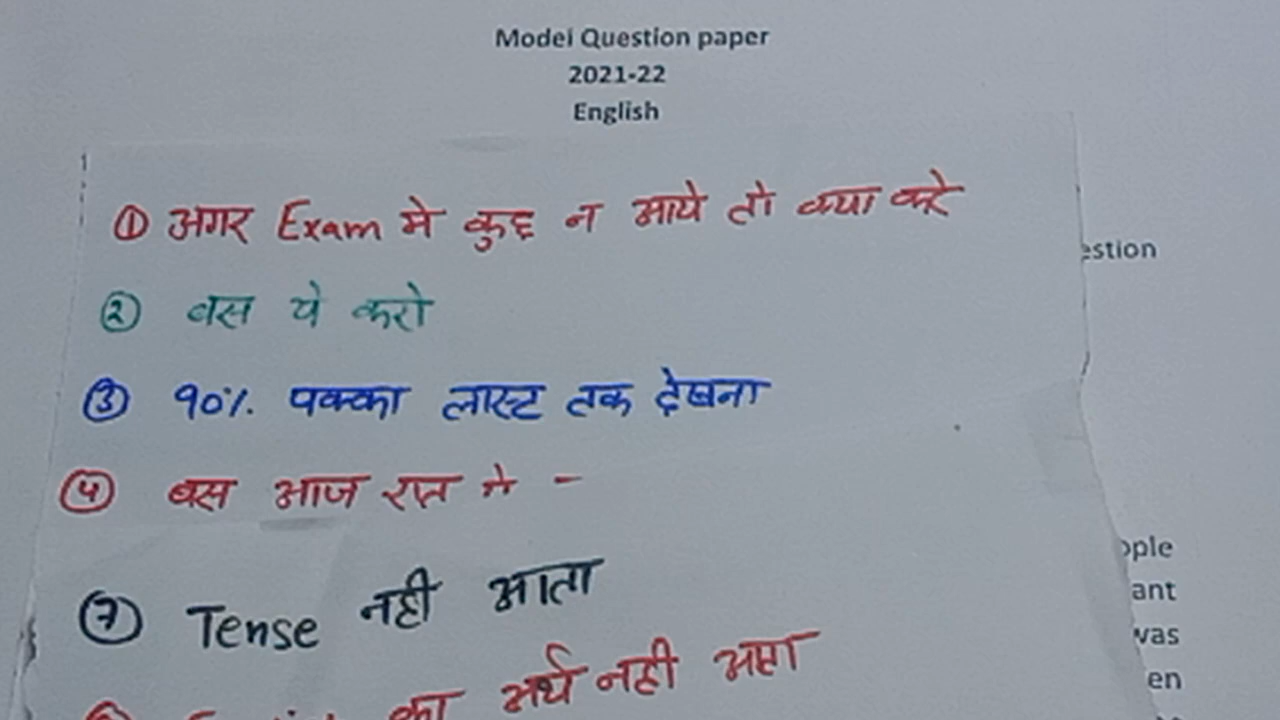 Model Question paper
2021-22
English
① अगर Exam मे कुछ न आये तो क्या करे
estion
② बस ये करो
③ 90% पक्का लास्ट तक देखना
④ बस आज रात मे -
ople
⑦ Tense नही आता
ant
was
का अर्थ नही आता
en